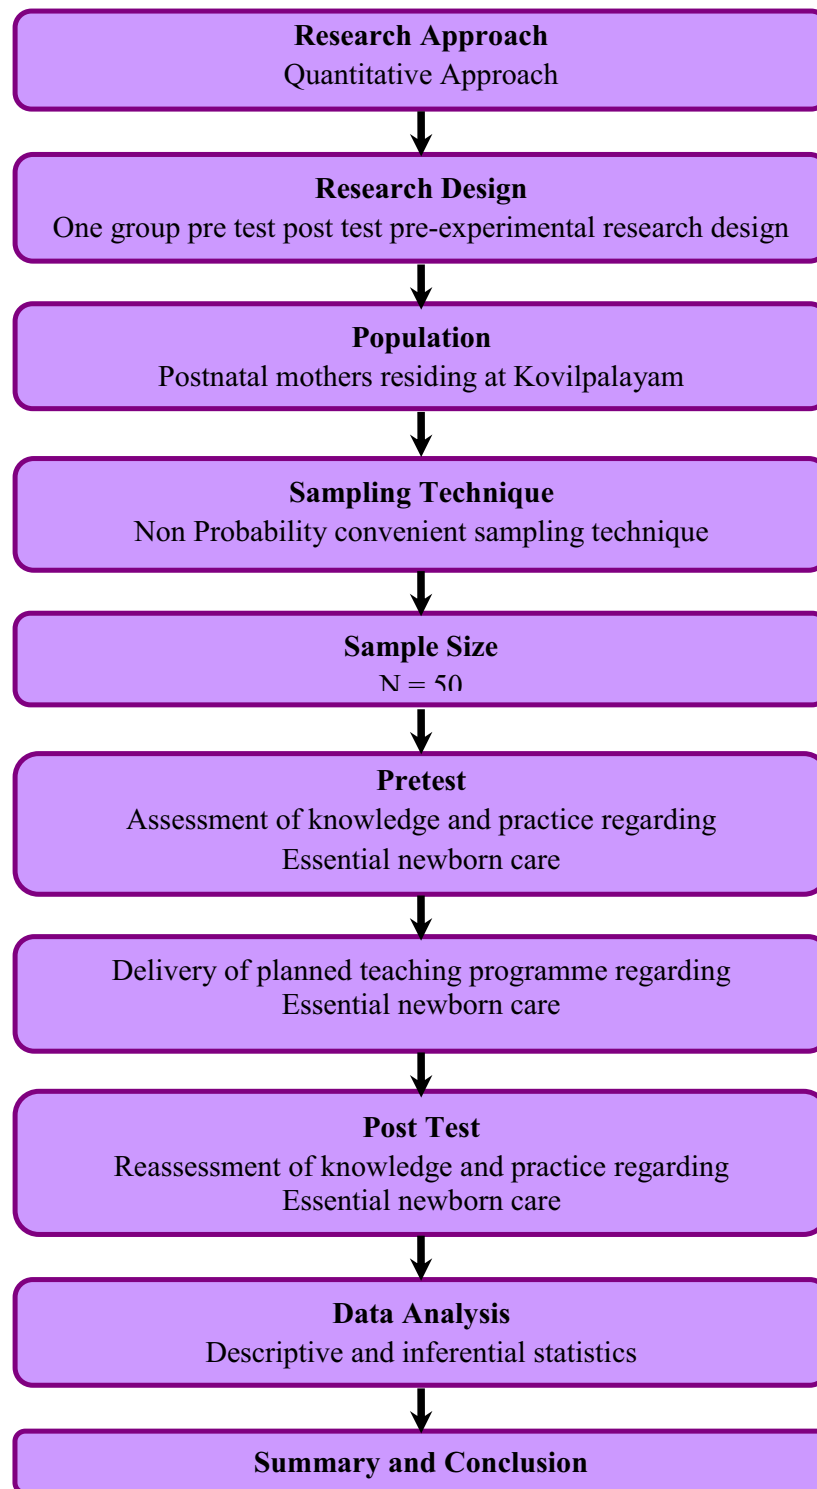 Research Approach
Quantitative Approach
Research Design
One group pre test post test pre-experimental research design
Population
Postnatal mothers residing at Kovilpalayam
Sampling Technique
Non Probability convenient sampling technique
Sample Size
N = 50
Pretest
Assessment of knowledge and practice regarding
Essential newborn care
Delivery of planned teaching programme regarding
Essential newborn care
Post Test
Reassessment of knowledge and practice regarding
Essential newborn care
Data Analysis
Descriptive and inferential statistics
Summary and Conclusion